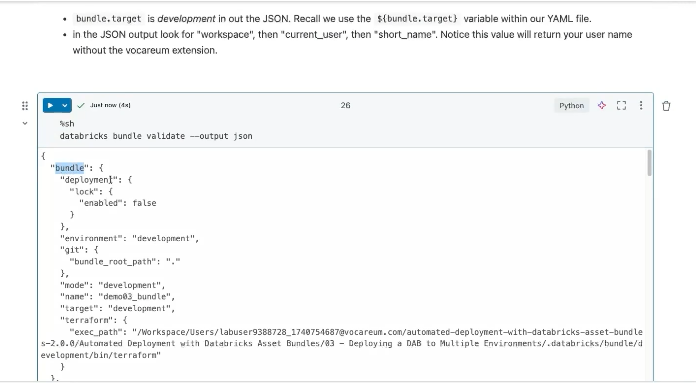 • bundle.target is development in out the JSON. Recall we use the ${bundle.target} variable within our YAML file.
• in the JSON output look for "workspace", then "current_user", then "short_name". Notice this value will return your user name
without the vocareum extension.
Just now (4s)
26
Python
%sh
databricks bundle validate --output json
{
"bundle": {
"deployment": {
"lock": {
"enabled": false
}
},
"environment": "development",
"git": {
"bundle_root_path": "."
},
"mode": "development",
"name": "demo03_bundle",
"target": "development",
"terraform": {
"exec_path": "/Workspace/Users/labuser9388728_1740754687@vocareum.com/automated-deployment-with-databricks-asset-bundle
s-2.0.0/Automated Deployment with Databricks Asset Bundles/03 - Deploying a DAB to Multiple Environments/.databricks/bundle/d
evelopment/bin/terraform"
}
},